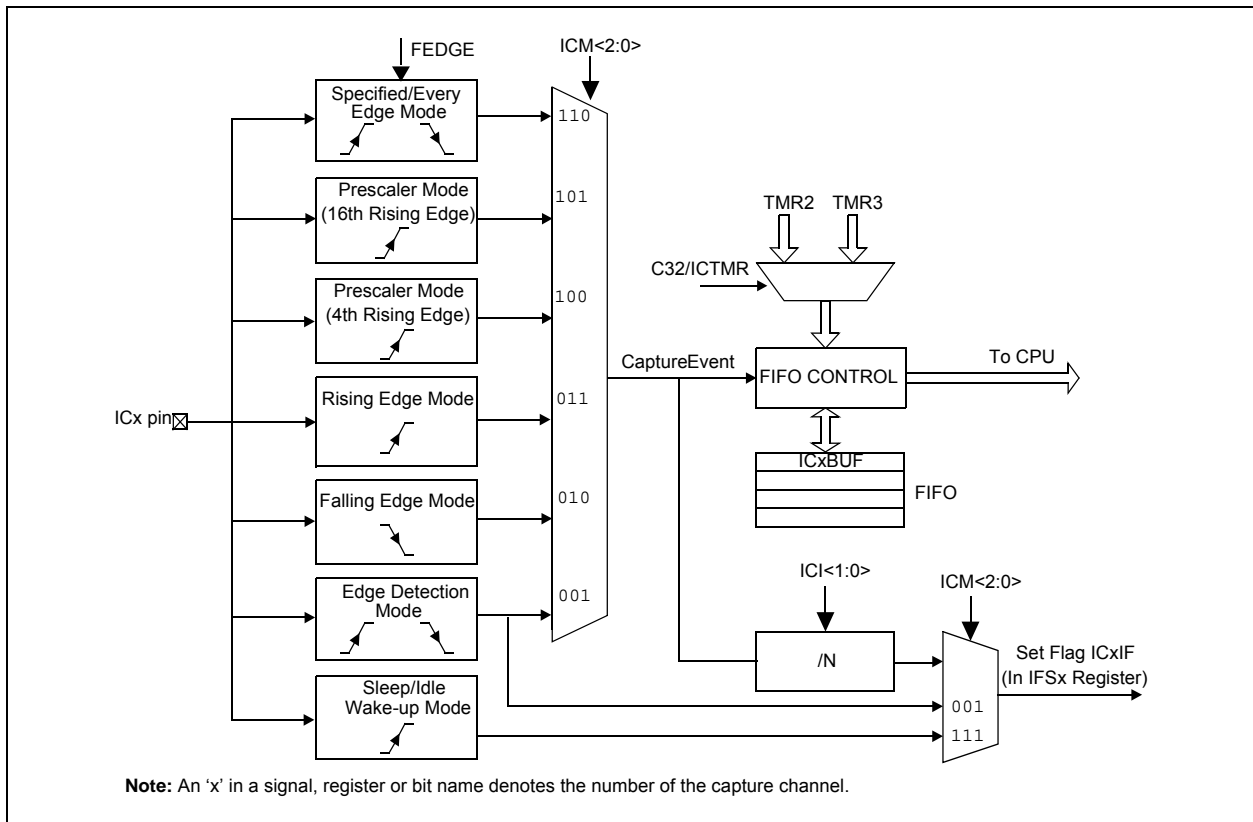 FEDGE
ICM<2:0>
Specified/Every
Edge Mode
110
Prescaler Mode
(16th Rising Edge)
101
TMR2
TMR3
C32/ICTMR
Prescaler Mode
(4th Rising Edge)
100
CaptureEvent
FIFO CONTROL
To CPU
ICx pin
Rising Edge Mode
011
ICxBUF
FIFO
Falling Edge Mode
010
Edge Detection
Mode
001
ICI<1:0>
ICM<2:0>
/N
Set Flag ICxIF
(In IFSx Register)
001
111
Sleep/Idle
Wake-up Mode
Note: An ‘x’ in a signal, register or bit name denotes the number of the capture channel.